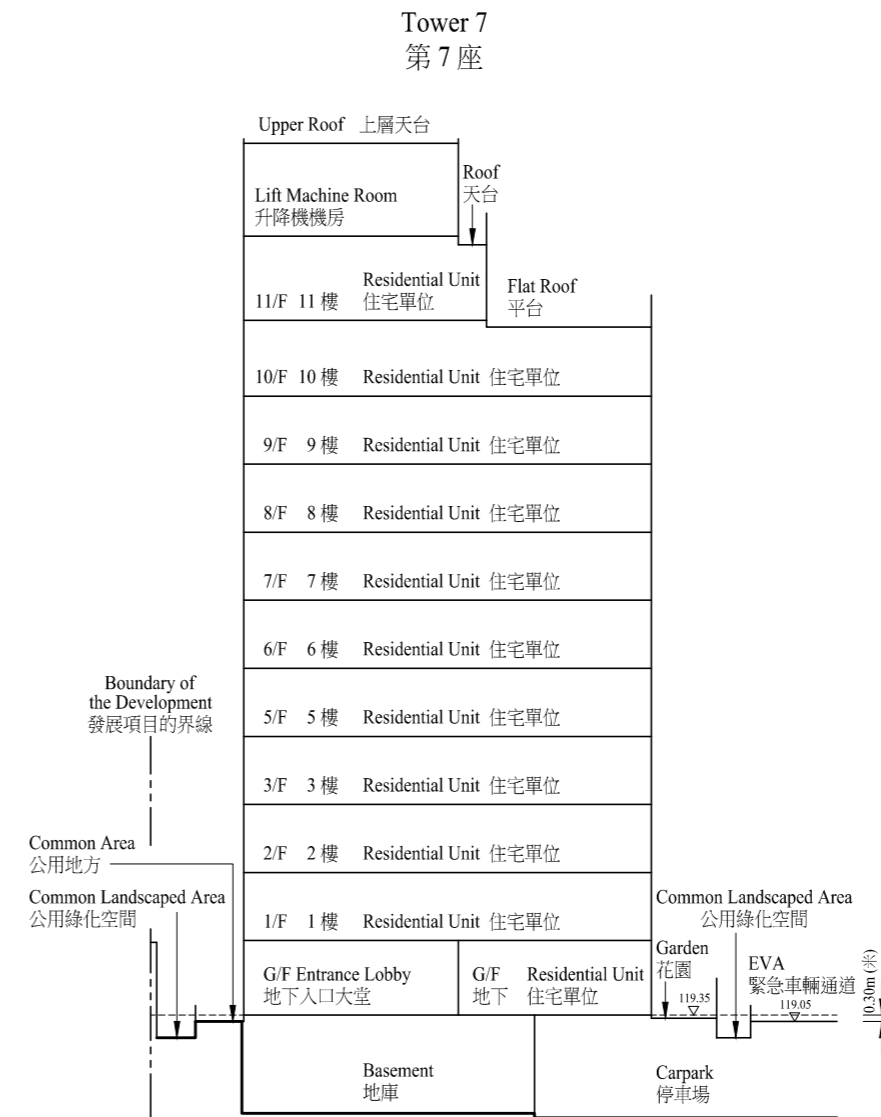 Tower 7
第 7 座
Upper Roof 上層天台
Roof
天台
Lift Machine Room
升降機機房
Residential Unit
11/F 11 樓 住宅單位
Flat Roof
平台
10/F 10 樓 Residential Unit 住宅單位
9/F 9 樓 Residential Unit 住宅單位
8/F 8 樓 Residential Unit 住宅單位
7/F 7 樓 Residential Unit 住宅單位
6/F 6 樓 Residential Unit 住宅單位
Boundary of
the Development
發展項目的界線
5/F 5 樓 Residential Unit 住宅單位
3/F 3 樓 Residential Unit 住宅單位
2/F 2 樓 Residential Unit 住宅單位
Common Area
公用地方
Common Landscaped Area
公用綠化空間
1/F 1 樓 Residential Unit 住宅單位
Common Landscaped Area
公用綠化空間
G/F Entrance Lobby
地下入口大堂
G/F Residential Unit
地下 住宅單位
Garden
花園
EVA
緊急車輛通道
119.35
119.05
0.30m (米)
Basement
地庫
Carpark
停車場